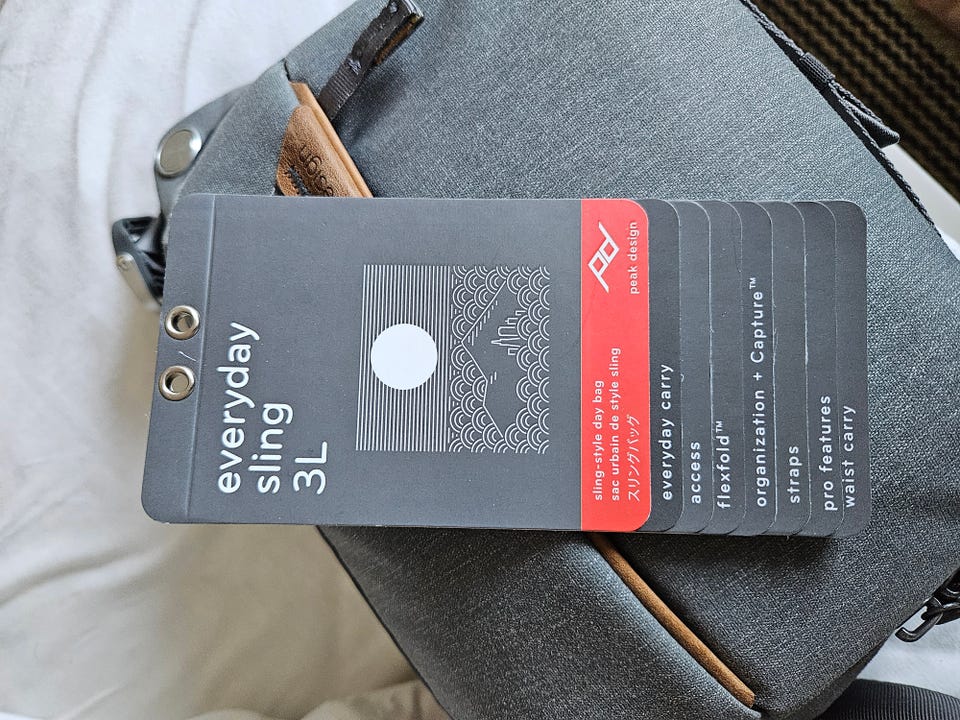 everyday
sling
3L
peak design
sling-style day bag
sac urbain de style sling
スリングバッグ
everyday carry
access
flexfold™
organization + Capture™
straps
pro features
waist carry